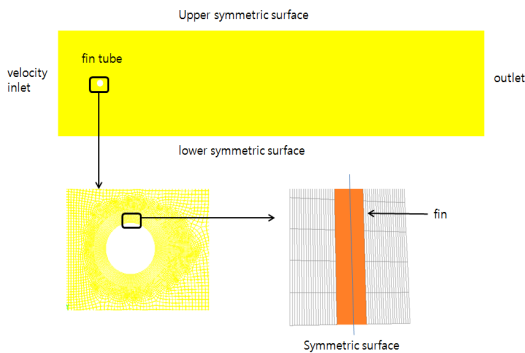 Upper symmetric surface
fin tube
velocity
inlet
outlet
lower symmetric surface
fin
Symmetric surface